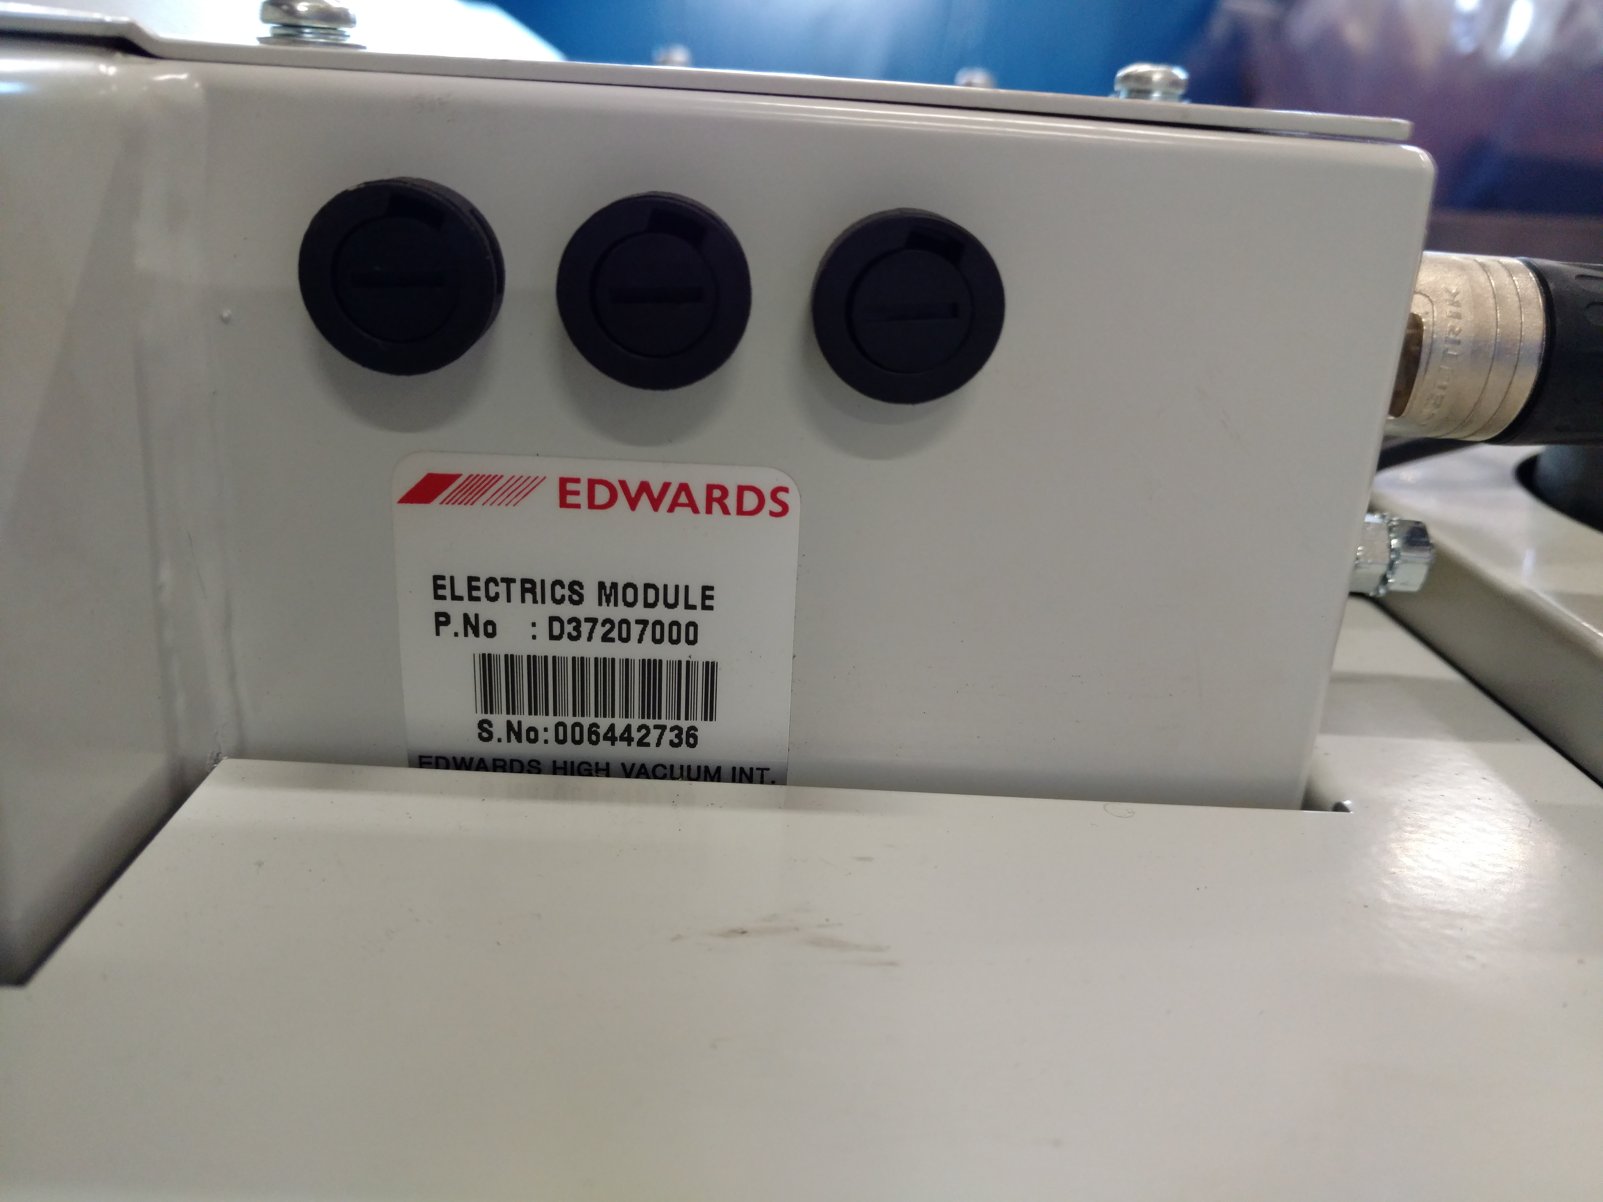 EDWARDS
ELECTRICS MODULE
P.No : D37207000
S.No:006442736
EDWARDS HIGH VACUUM INT.